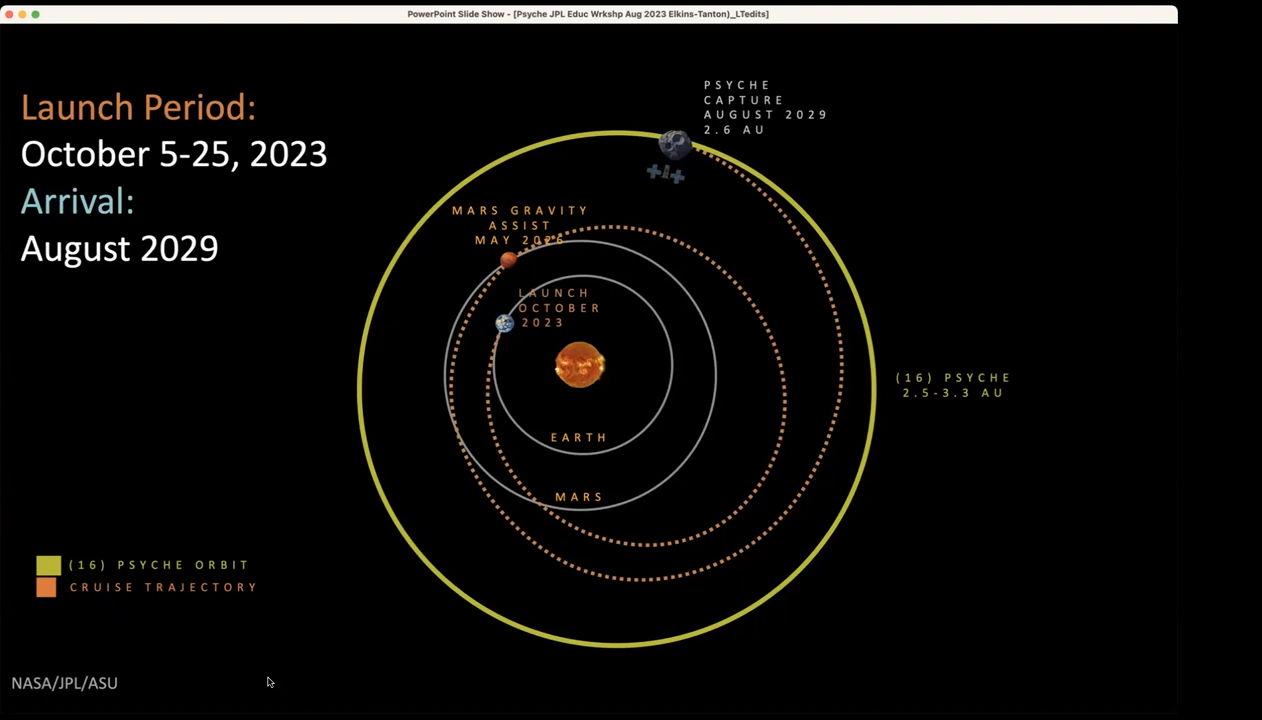 PowerPoint Slide Show - [Psyche JPL Educ Wrkshp Aug 2023 Elkins-Tanton)_LTedits]
Launch Period:
October 5-25, 2023
Arrival:
August 2029
PSYCHE
CAPTURE
AUGUST 2029
2.6 AU
MARS GRAVITY
ASSIST
MAY 2026
LAUNCH
OCTOBER
2023
(16) PSYCHE
2.5-3.3 AU
EARTH
MARS
(16) PSYCHE ORBIT
CRUISE TRAJECTORY
NASA/JPL/ASU